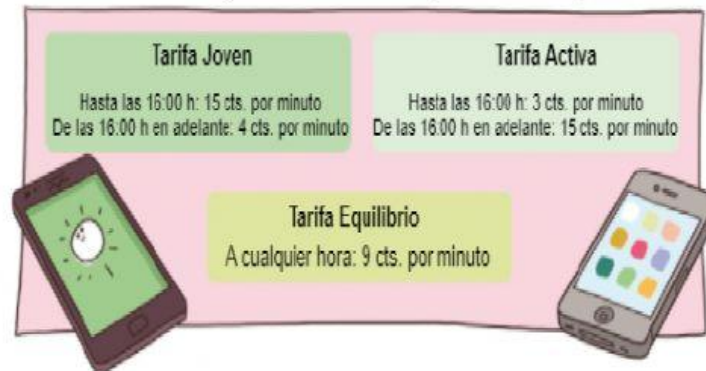 Tarifa Joven
Hasta las 16:00 h: 15 cts. por minuto
De las 16:00 h en adelante: 4 cts. por minuto
Tarifa Activa
Hasta las 16:00 h: 3 cts. por minuto
De las 16:00 h en adelante: 15 cts. por minuto
Tarifa Equilibrio
A cualquier hora: 9 cts. por minuto